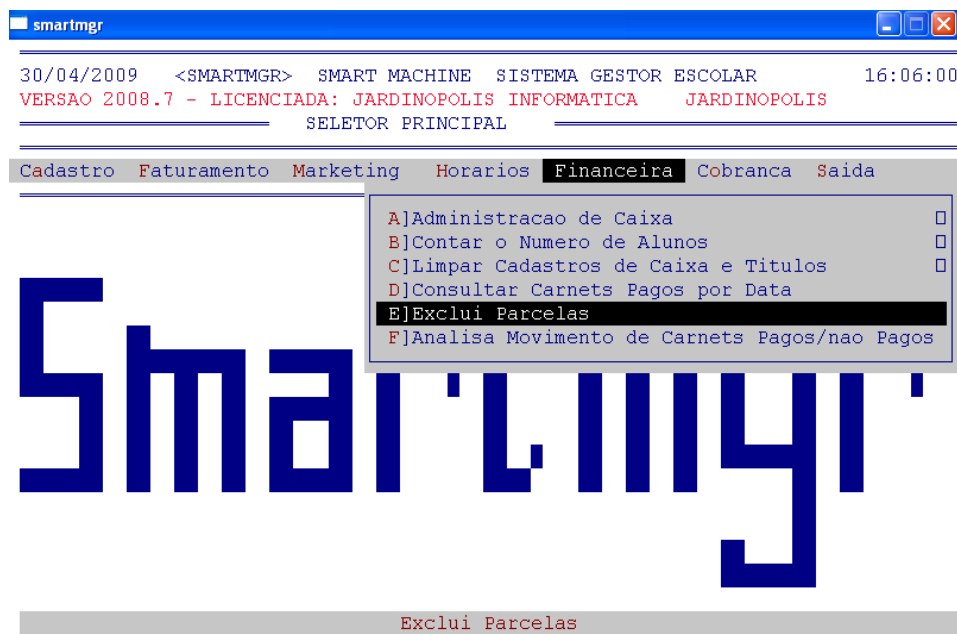 smartmgr
30/04/2009 <SMARTMGR> SMART MACHINE SISTEMA GESTOR ESCOLAR 16:06:00
VERSAO 2008.7 - LICENCIADA: JARDINOPOLIS INFORMATICA JARDINOPOLIS
SELETOR PRINCIPAL
Cadastro Faturamento Marketing Horarios Financeira Cobranca Saida
A]Administracao de Caixa
B]Contar o Numero de Alunos
C]Limpar Cadastros de Caixa e Titulos
D]Consultar Carnets Pagos por Data
E]Exclui Parcelas
F]Analisa Movimento de Carnets Pagos/nao Pagos
Smartmgr
Exclui Parcelas